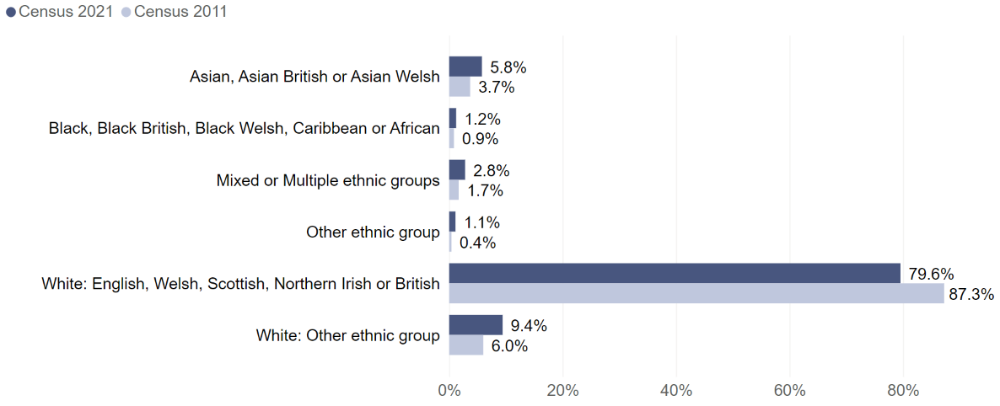 Census 2021 Census 2011
Asian, Asian British or Asian Welsh
5.8%
3.7%
Black, Black British, Black Welsh, Caribbean or African
1.2%
0.9%
Mixed or Multiple ethnic groups
2.8%
1.7%
Other ethnic group
1.1%
0.4%
White: English, Welsh, Scottish, Northern Irish or British
79.6%
87.3%
White: Other ethnic group
9.4%
6.0%
0% 20% 40% 60% 80%